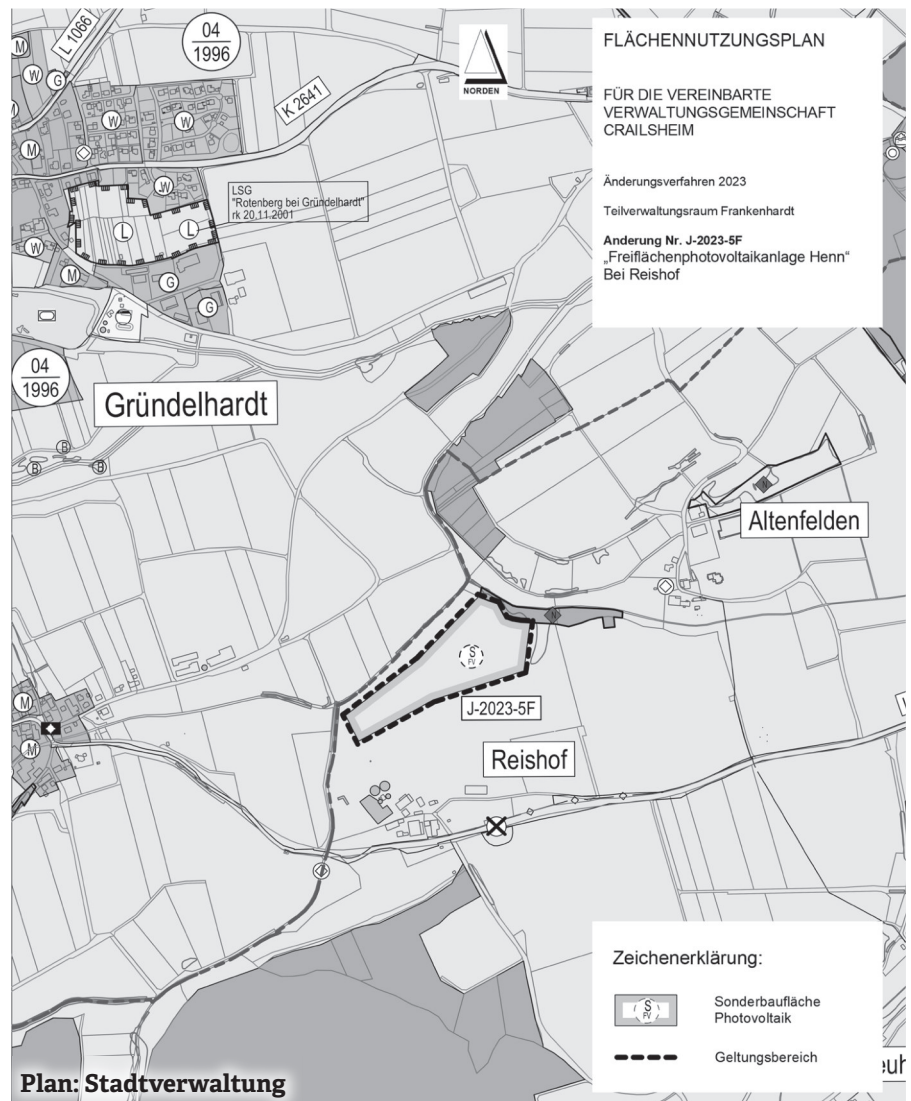 L 1066
04
1996
K 2641
NORDEN
FLÄCHENNUTZUNGSPLAN
FÜR DIE VEREINBARTE
VERWALTUNGSGEMEINSCHAFT
CRAILSHEIM
Änderungsverfahren 2023
Teilverwaltungsraum Frankenhardt
Anderung Nr. J-2023-5F
„Freiflächenphotovoltaikanlage Henn“
Bei Reishof
M
W
G
W
W
M
W
LSG
"Rotenberg bei Gründelhardt"
rk 20.11.2001
L
L
W
M
G
G
04
1996
Gründelhardt
B
B
B
N
Altenfelden
N
S
FV
J-2023-5F
M
M
Reishof
Zeichenerklärung:
S
FV
Sonderbaufläche
Photovoltaik
Geltungsbereich
Plan: Stadtverwaltung